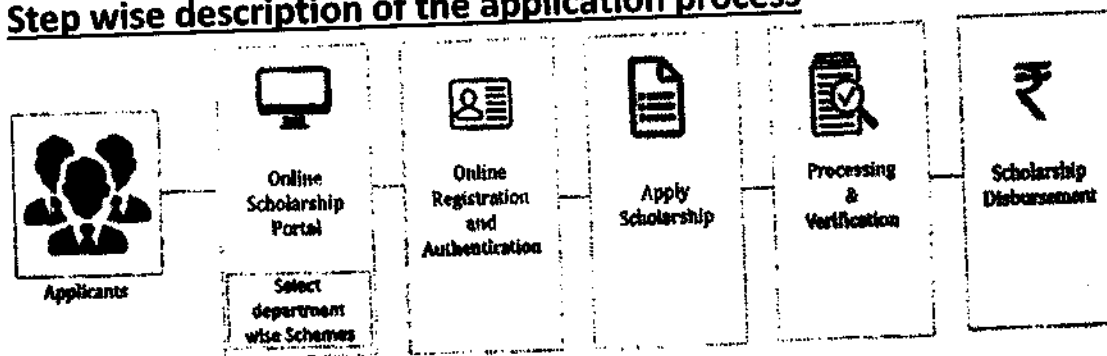 Step wise description of the application process
Applicants
Online
Scholarship
Portal
Select
department
wise Schemes
Online
Registration
and
Authentication
Apply
Scholarship
Processing
&
Verification
₹
Scholarship
Disbursement